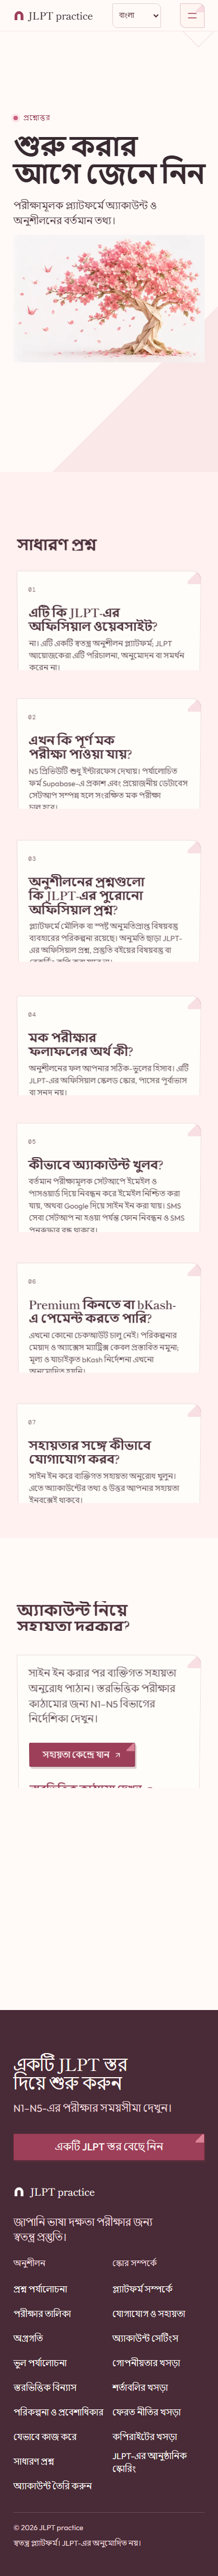 JLPT practice
বাংলা
প্রশ্নোত্তর
শুরু করার
আগে জেনে নিন
পরীক্ষামূলক প্ল্যাটফর্মে অ্যাকাউন্ট ও
অনুশীলনের বর্তমান তথ্য।
সাধারণ প্রশ্ন
01
এটি কি JLPT-এর
অফিসিয়াল ওয়েবসাইট?
না। এটি একটি স্বতন্ত্র অনুশীলন প্ল্যাটফর্ম; JLPT
আয়োজকেরা এটি পরিচালনা, অনুমোদন বা সমর্থন
করেন না।
02
এখন কি পূর্ণ মক
পরীক্ষা পাওয়া যায়?
N5 প্রিভিউটি শুধু ইন্টারফেস দেখায়। পর্যালোচিত
ফর্ম Supabase-এ প্রকাশ এবং প্রয়োজনীয় ডেটাবেস
সেটআপ সম্পন্ন হলে সংরক্ষিত মক পরীক্ষা
চালু হবে।
03
অনুশীলনের প্রশ্নগুলো
কি JLPT-এর পুরোনো
অফিসিয়াল প্রশ্ন?
প্ল্যাটফর্মে মৌলিক বা স্পষ্ট অনুমতিপ্রাপ্ত বিষয়বস্তু
ব্যবহারের পরিকল্পনা রয়েছে। অনুমতি ছাড়া JLPT-
এর অফিসিয়াল প্রশ্ন, প্রস্তুতি বইয়ের বিষয়বস্তু বা
04
মক পরীক্ষার
ফলাফলের অর্থ কী?
অনুশীলনের ফল আপনার সঠিক-ভুলের হিসাব। এটি
JLPT-এর অফিসিয়াল স্কেলড স্কোর, পাসের পূর্বাভাস
বা সনদ নয়।
05
কীভাবে অ্যাকাউন্ট খুলব?
বর্তমান পরীক্ষামূলক সেটআপে ইমেইল ও
পাসওয়ার্ড দিয়ে নিবন্ধন করে ইমেইল নিশ্চিত করা
যায়, অথবা Google দিয়ে সাইন ইন করা যায়। SMS
সেবা সেটআপ না হওয়া পর্যন্ত ফোন নিবন্ধন ও SMS
পুনরুদ্ধার বন্ধ থাকবে।
06
Premium কিনতে বা bKash-
এ পেমেন্ট করতে পারি?
এখনো কোনো চেকআউট চালু নেই। পরিকল্পনার
মেয়াদ ও অ্যাক্সেস ম্যাট্রিক্স কেবল প্রস্তাবিত নমুনা;
মূল্য ও যাচাইকৃত bKash নির্দেশনা এখনো
অনুমোদিত হয়নি।
07
সহায়তার সঙ্গে কীভাবে
যোগাযোগ করব?
সাইন ইন করে ব্যক্তিগত সহায়তা অনুরোধ খুলুন।
এতে অ্যাকাউন্টের তথ্য ও উত্তর আপনার সহায়তা
ইনবক্সেই থাকবে।
অ্যাকাউন্ট নিয়ে
সহায়তা দরকার?
সাইন ইন করার পর ব্যক্তিগত সহায়তা
অনুরোধ পাঠান। স্তরভিত্তিক পরীক্ষার
কাঠামোর জন্য N1–N5 বিভাগের
নির্দেশিকা দেখুন।
সহায়তা কেন্দ্রে যান
একটি JLPT স্তর
দিয়ে শুরু করুন
N1–N5-এর পরীক্ষার সময়সীমা দেখুন।
একটি JLPT স্তর বেছে নিন
JLPT practice
জাপানি ভাষা দক্ষতা পরীক্ষার জন্য
স্বতন্ত্র প্রস্তুতি।
অনুশীলন
প্রশ্ন পর্যালোচনা
পরীক্ষার তালিকা
অগ্রগতি
ভুল পর্যালোচনা
স্তরভিত্তিক বিন্যাস
পরিকল্পনা ও প্রবেশাধিকার
যেভাবে কাজ করে
সাধারণ প্রশ্ন
অ্যাকাউন্ট তৈরি করুন
স্কোর সম্পর্কে
প্ল্যাটফর্ম সম্পর্কে
যোগাযোগ ও সহায়তা
অ্যাকাউন্ট সেটিংস
গোপনীয়তার খসড়া
শর্তাবলির খসড়া
ফেরত নীতির খসড়া
কপিরাইটের খসড়া
JLPT-এর আনুষ্ঠানিক
স্কোরিং
© 2026 JLPT practice
স্বতন্ত্র প্ল্যাটফর্ম। JLPT-এর অনুমোদিত নয়।